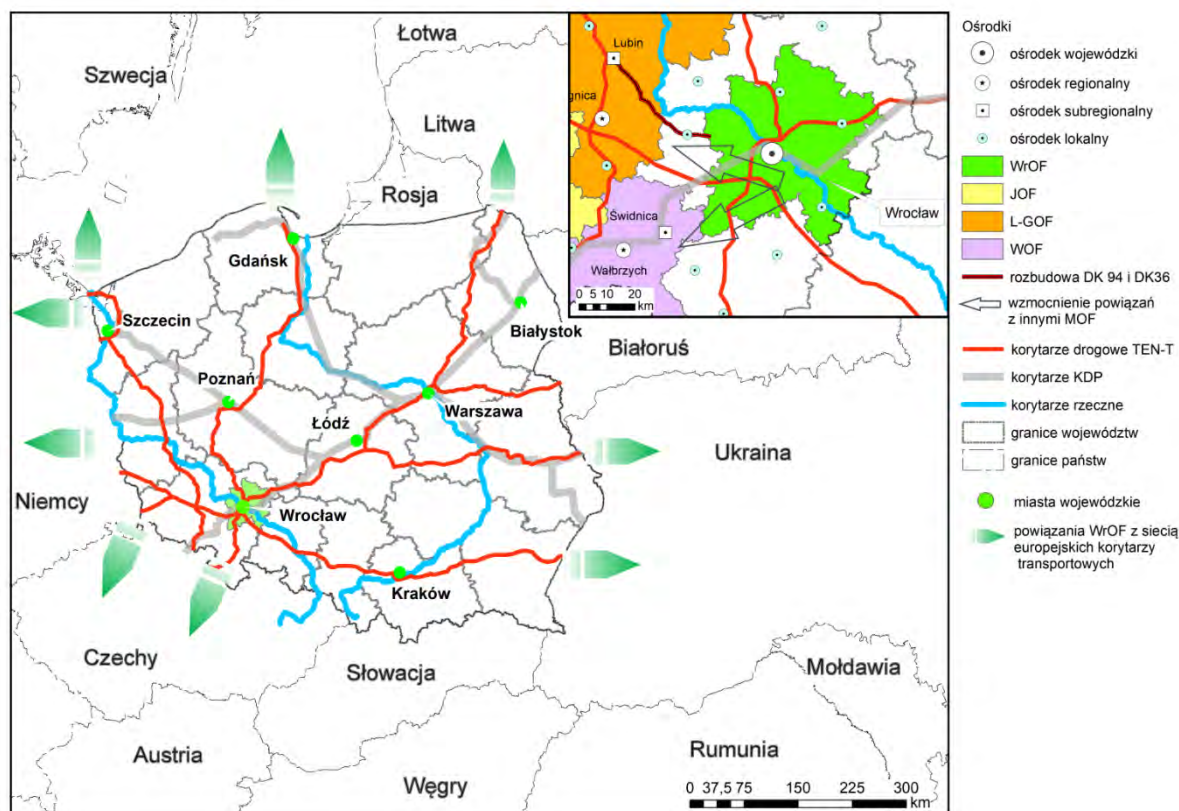 Łotwa
Szwecja
Litwa
Rosja
Gdańsk
Szczecin
Białystok
Białoruś
Poznań
Warszawa
Łódź
Ukraina
Niemcy
Wrocław
Kraków
Czechy
Słowacja
Mołdawia
Austria
Węgry
Rumunia
0 37,5 75 150 225 300
km
Lubin
gnica
Świdnica
Wrocław
Wałbrzych
0 5 10 20
km
Ośrodki
ośrodek wojewódzki
ośrodek regionalny
ośrodek subregionalny
ośrodek lokalny
WrOF
JOF
L-GOF
WOF
rozbudowa DK 94 i DK36
wzmocnienie powiązań
z innymi MOF
korytarze drogowe TEN-T
korytarze KDP
korytarze rzeczne
granice województw
granice państw
miasta wojewódzkie
powiązania WrOF z siecią
europejskich korytarzy
transportowych